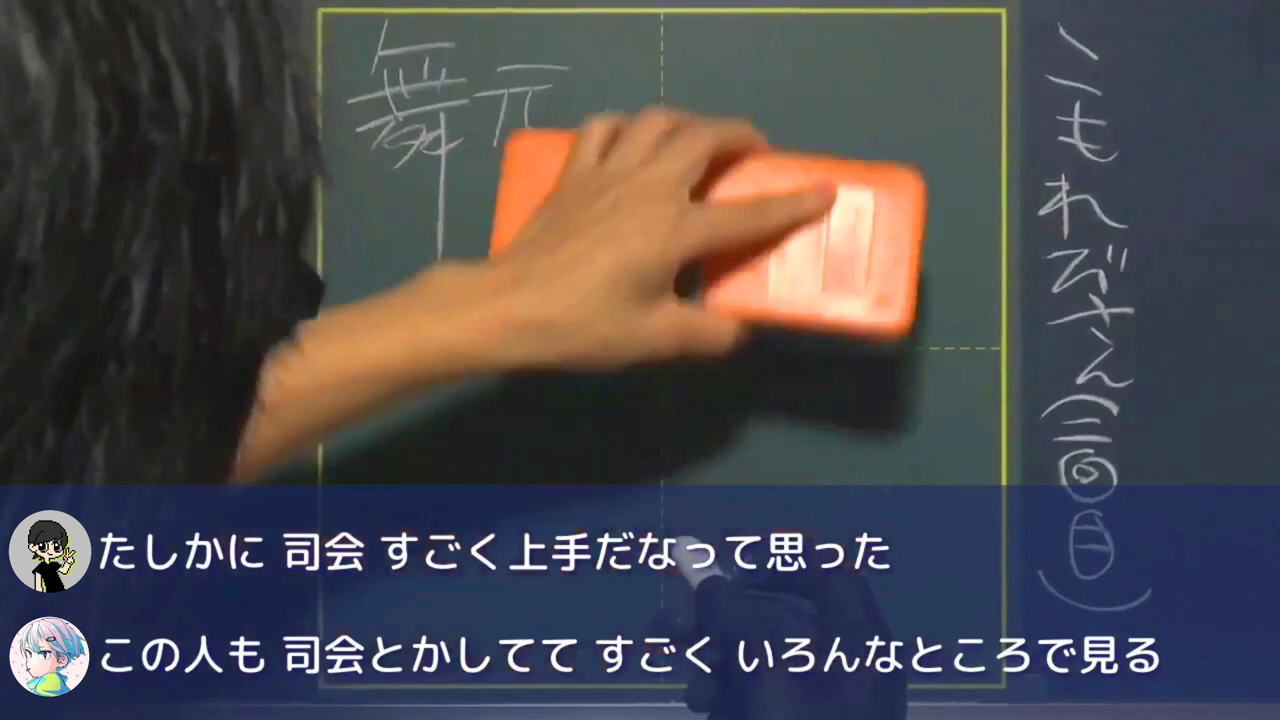 舞元
こもれびさん(二回目)
たしかに 司会 すごく上手だなって思った
この人も 司会とかしてて すごく いろんなところで見る